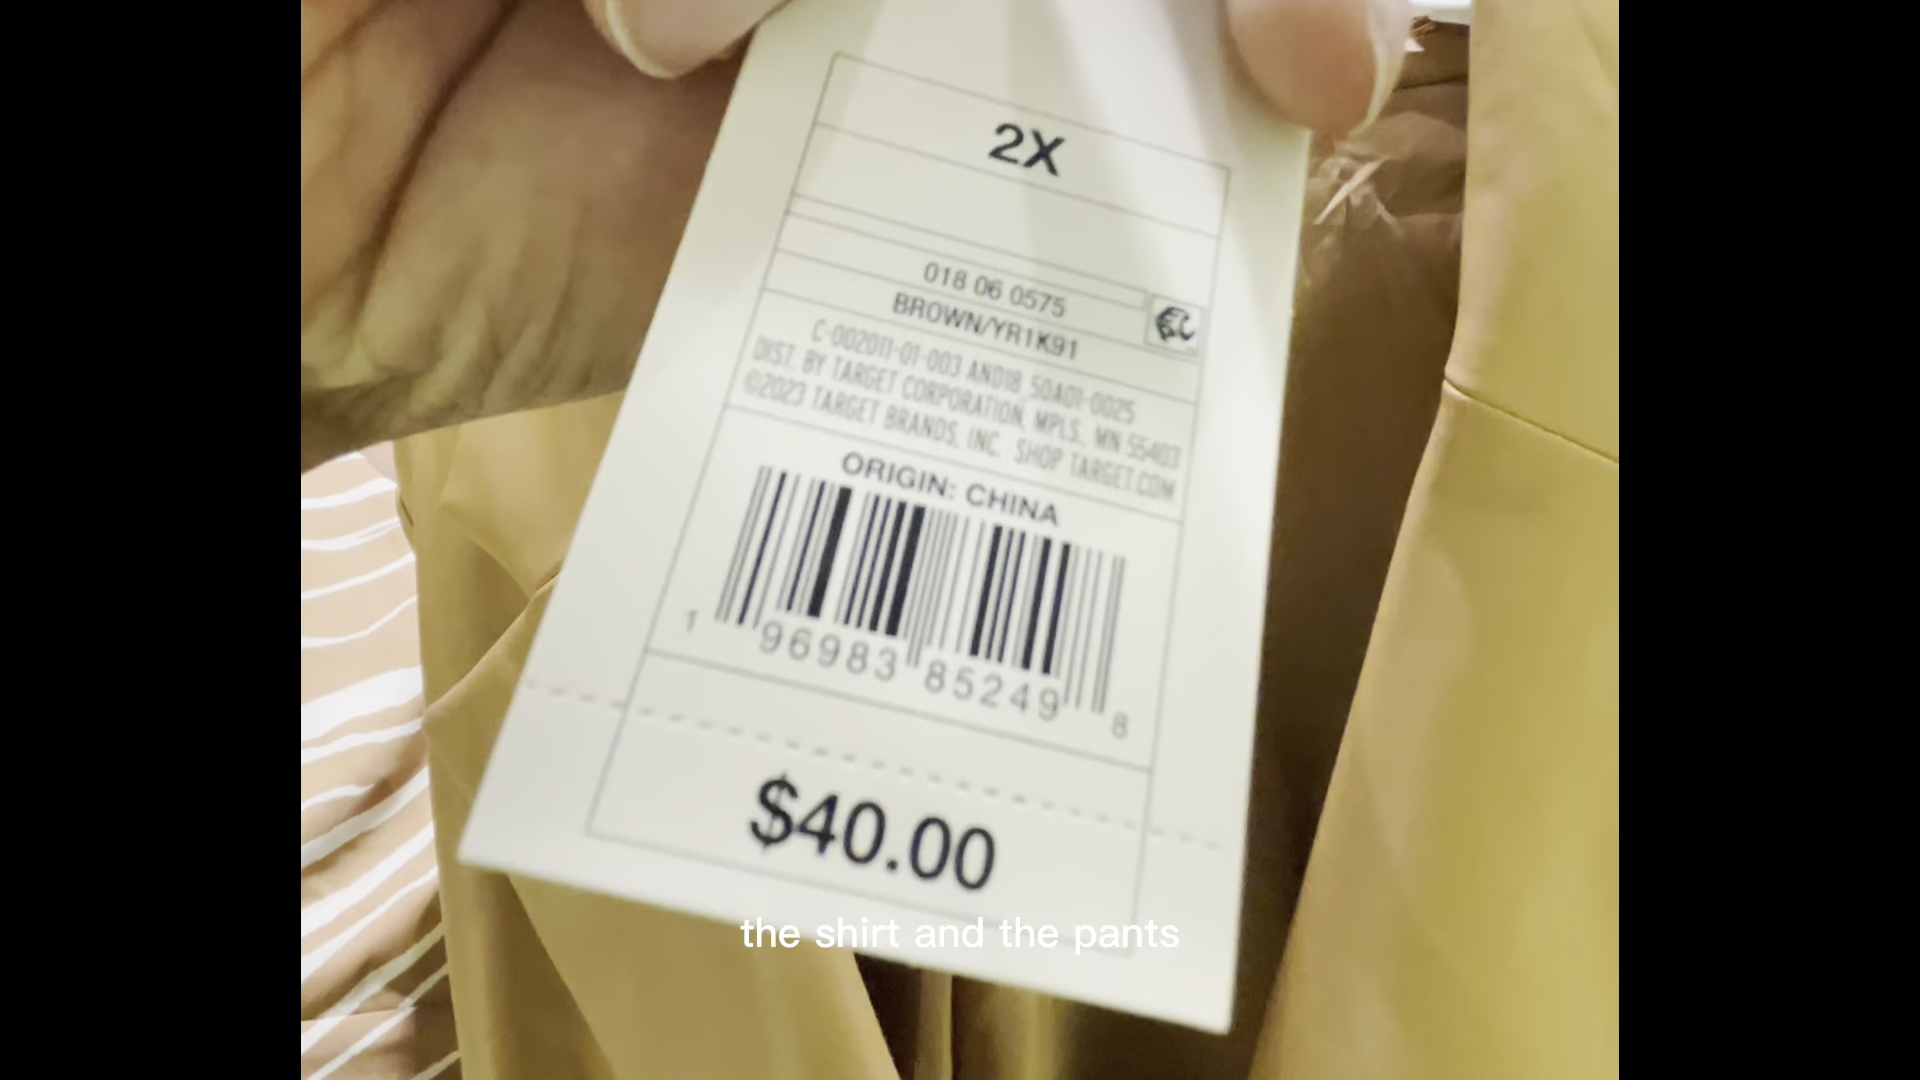 2X
018 06 0575
BROWN/YR1K91
C-002011-01-003 AND18 50A01-0025
DIST. BY TARGET CORPORATION, MPLS., MN 55403
©2023 TARGET BRANDS, INC. SHOP TARGET.COM
ORIGIN: CHINA
1 96983 85249 8
$40.00
the shirt and the pants